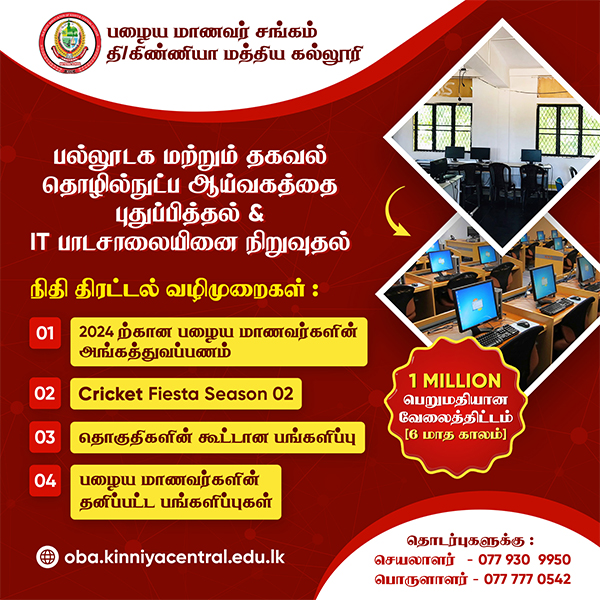 பழைய மாணவர் சங்கம்
தி/கிண்ணியா மத்திய கல்லூரி
பல்லூடக மற்றும் தகவல்
தொழில்நுட்ப ஆய்வகத்தை
புதுப்பித்தல் &
IT பாடசாலையினை நிறுவுதல்
நிதி திரட்டல் வழிமுறைகள் :
01 2024 ற்கான பழைய மாணவர்களின்
அங்கத்துவப்பணம்
02 Cricket Fiesta Season 02
03 தொகுதிகளின் கூட்டான பங்களிப்பு
04 பழைய மாணவர்களின்
தனிப்பட்ட பங்களிப்புகள்
1 MILLION
பெறுமதியான
வேலைத்திட்டம்
[6 மாத காலம்]
oba.kinniyacentral.edu.lk
தொடர்புகளுக்கு :
செயலாளர் - 077 930 9950
பொருளாளர் - 077 777 0542